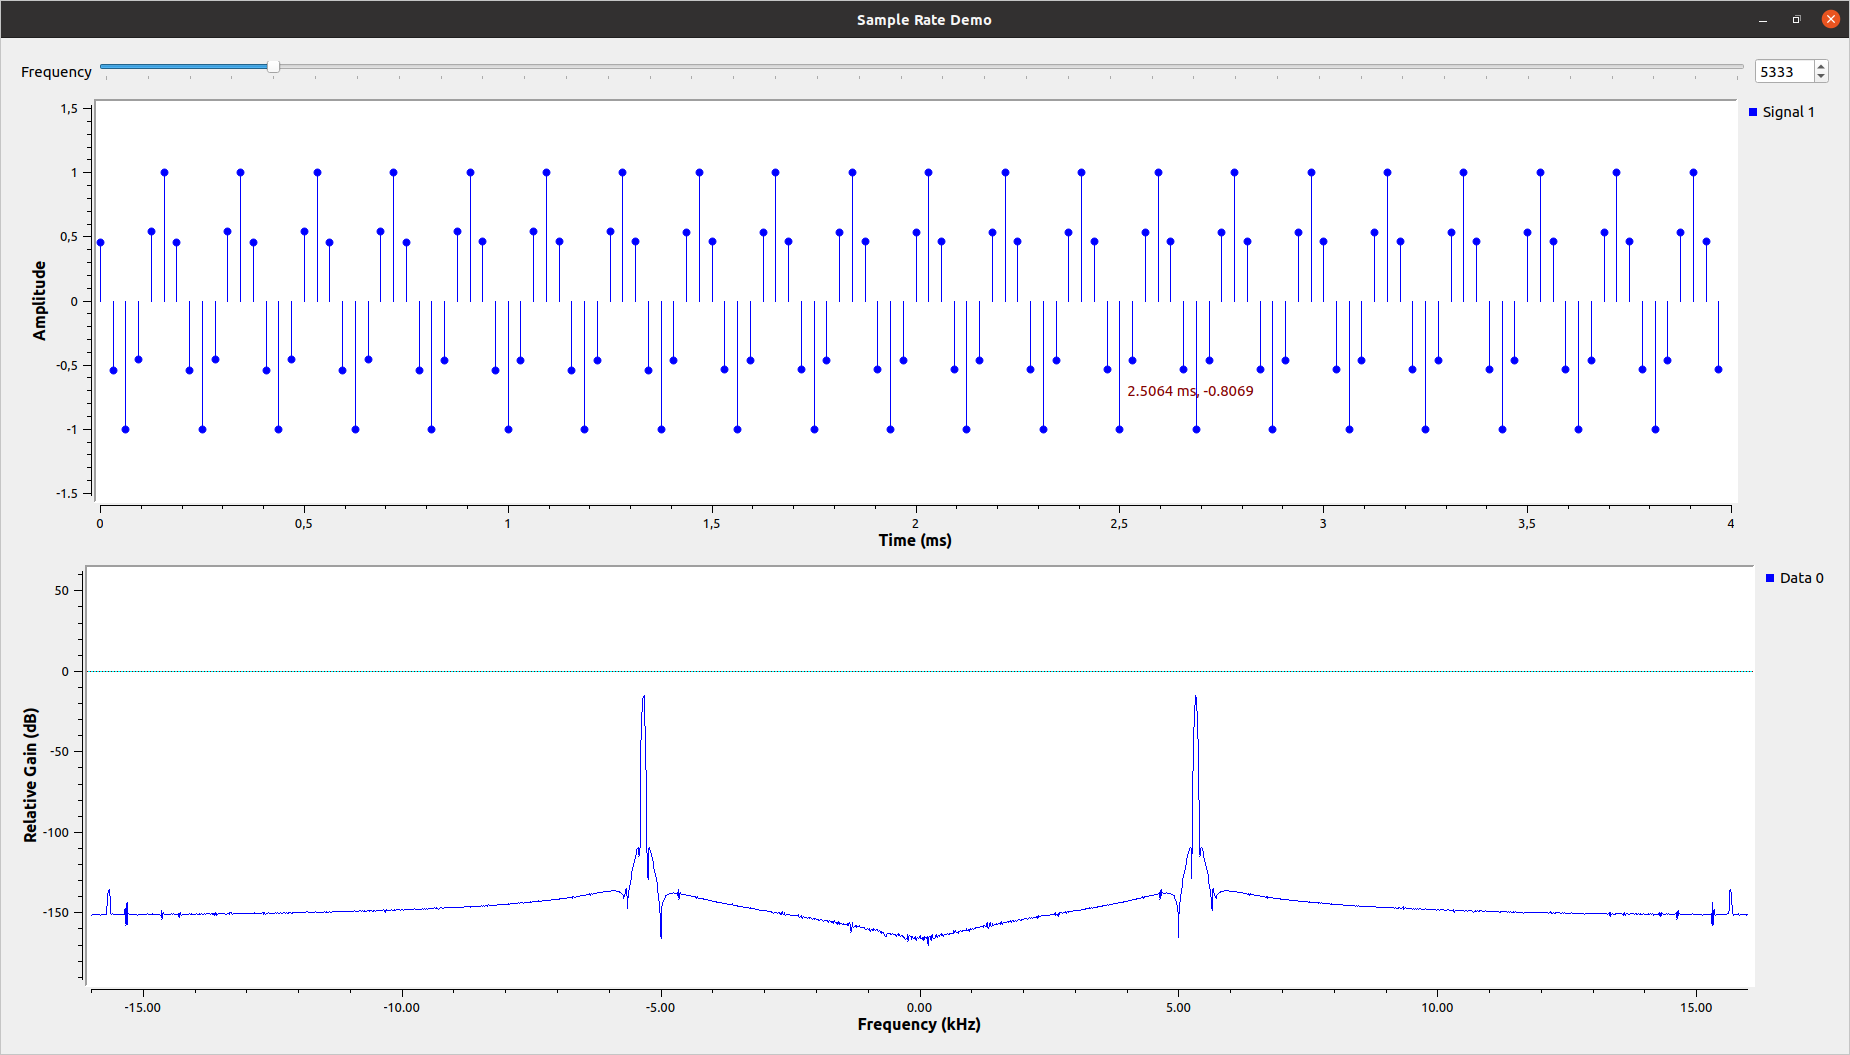 Sample Rate Demo
Frequency
5333
1,5
1
0,5
0
-0,5
-1
-1.5
Amplitude
Signal 1
2.5064 ms, -0.8069
0 0,5 1 1,5 2 2,5 3 3,5 4
Time (ms)
50
0
-50
-100
-150
Relative Gain (dB)
Data 0
-15.00 -10.00 -5.00 0.00 5.00 10.00 15.00
Frequency (kHz)